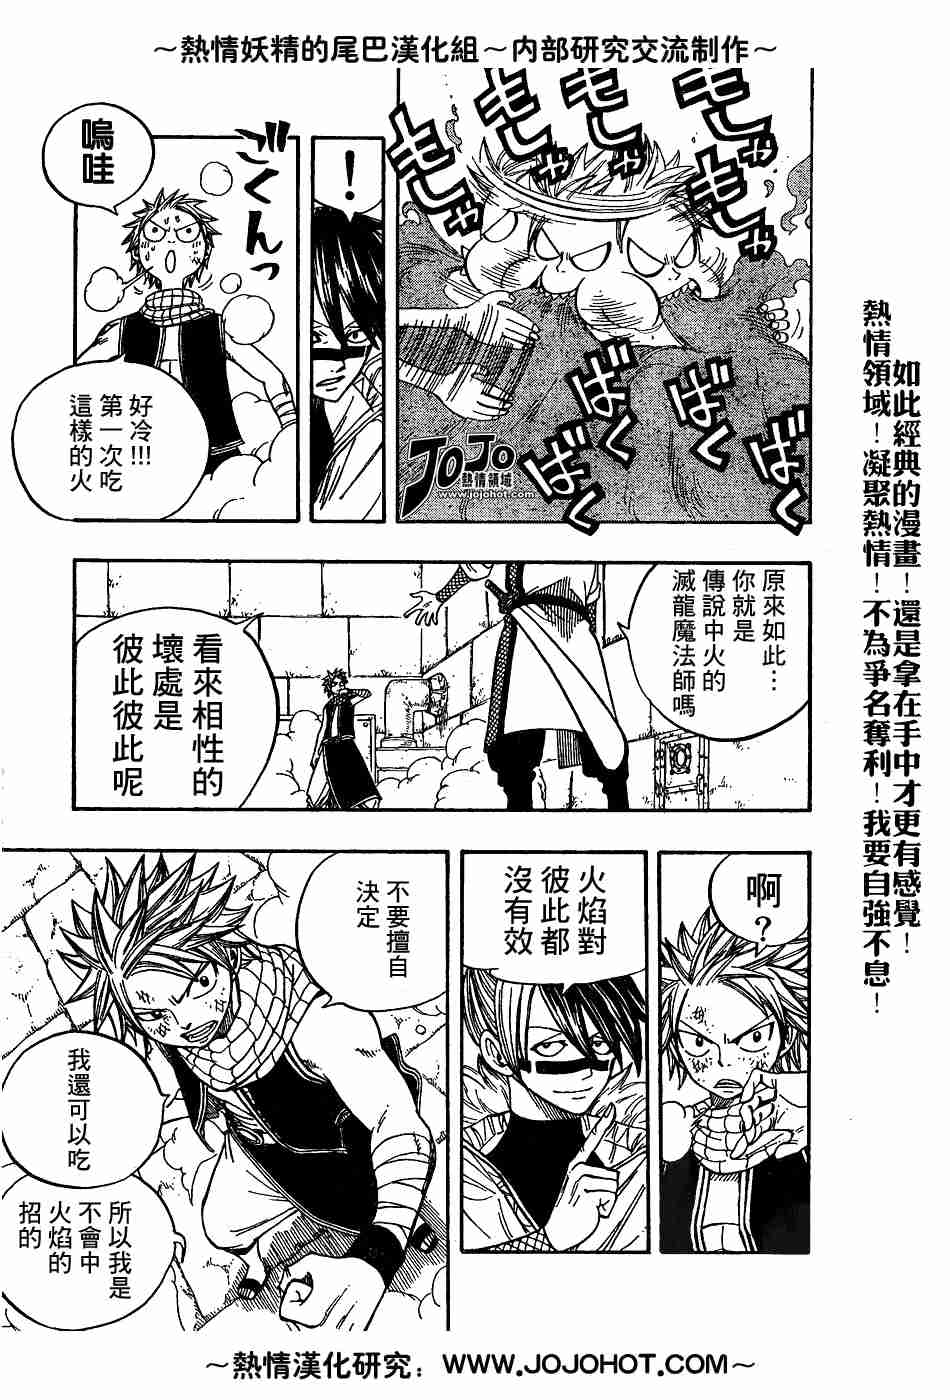 ～熱情妖精的尾巴漢化組～内部研究交流制作～
もしゃ
もしゃ
もしゃ
もしゃ
もしゃ
もしゃ
ばく
ばく
ばく
ばく
JOJO
熱情領域
www.jojohot.com
！
ごくんっ
嗚哇
好冷!!!
第一次吃
這樣的火
原來如此…
你就是
傳說中火的
滅龍魔法師嗎
看來相性的
壞處是
彼此彼此呢
啊？
火焰對
彼此都
沒有效
不要擅自
決定
我還可以吃
所以我是
不會中
火焰的
招的
如此經典的漫畫！還是拿在手中才更有感覺！
熱情領域！凝聚熱情！不為爭名奪利！我要自強不息！
～熱情漢化研究：WWW.JOJOHOT.COM～